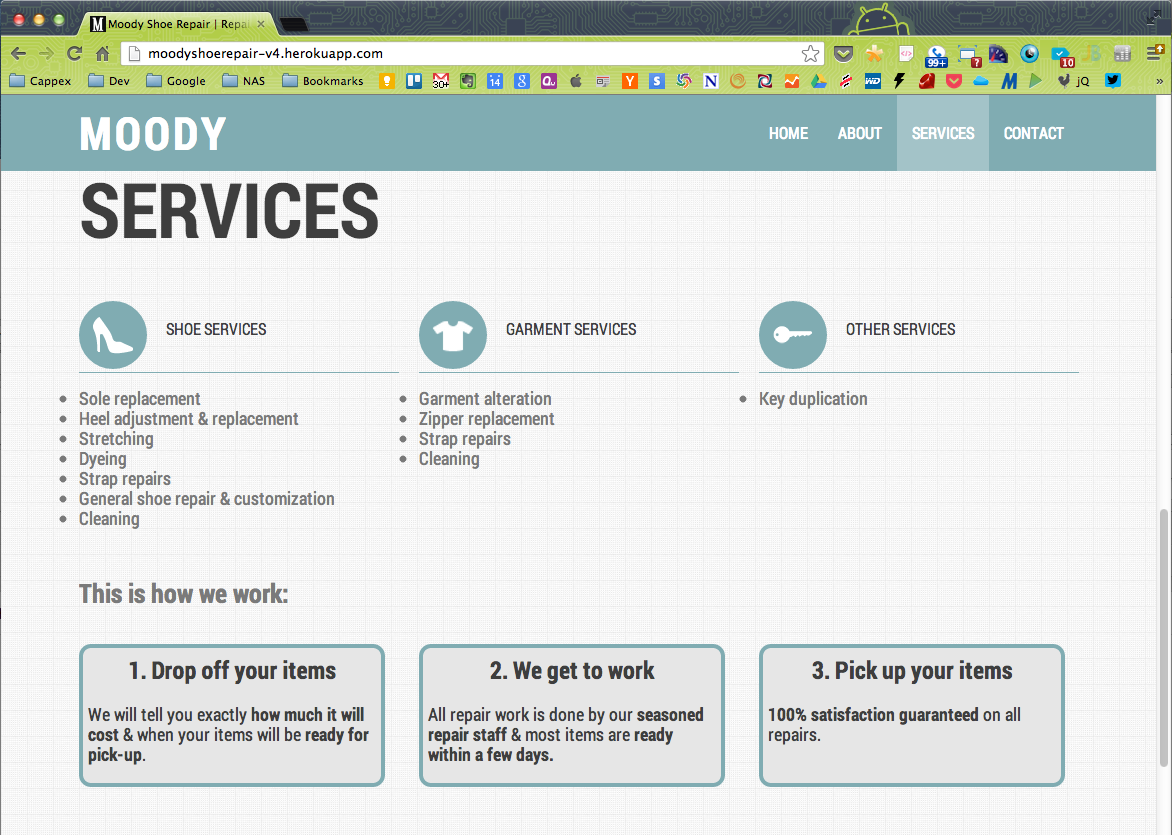 M Moody Shoe Repair | Repai
moodyshoerepair-v4.herokuapp.com
99+ ? 10
Cappex Dev Google NAS Bookmarks 30+ 14 8 Qu Y S N WD M jQ »
MOODY HOME ABOUT SERVICES CONTACT
SERVICES
SHOE SERVICES
Sole replacement
Heel adjustment & replacement
Stretching
Dyeing
Strap repairs
General shoe repair & customization
Cleaning
GARMENT SERVICES
Garment alteration
Zipper replacement
Strap repairs
Cleaning
OTHER SERVICES
Key duplication
This is how we work:
1. Drop off your items
We will tell you exactly how much it will
cost & when your items will be ready for
pick-up.
2. We get to work
All repair work is done by our seasoned
repair staff & most items are ready
within a few days.
3. Pick up your items
100% satisfaction guaranteed on all
repairs.